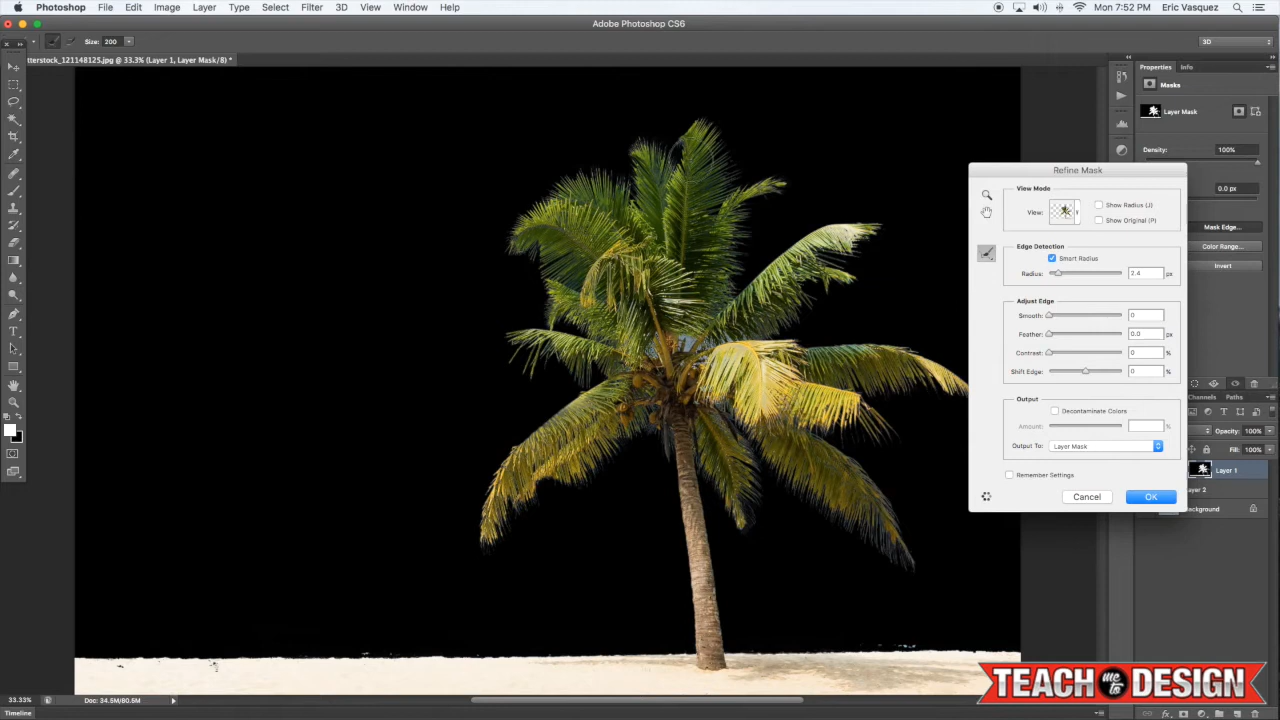 Photoshop File Edit Image Layer Type Select Filter 3D View Window Help Mon 7:52 PM Eric Vasquez
Adobe Photoshop CS6
Size: 200 3D
tterstock_121148125.jpg @ 33.3% (Layer 1, Layer Mask/8) *
Properties Info
Masks
Layer Mask
Density: 100%
0.0 px
Mask Edge...
Color Range...
Invert
Refine Mask
View Mode
View:
Show Radius (J)
Show Original (P)
Edge Detection
Smart Radius
Radius: 2.4 px
Adjust Edge
Smooth: 0
Feather: 0.0 px
Contrast: 0 %
Shift Edge: 0 %
Output
Decontaminate Colors
Amount: %
Output To: Layer Mask
Remember Settings
Cancel OK
Channels Paths
Opacity: 100%
Fill: 100%
Layer 1
ayer 2
ckground
TEACH me to DESIGN
33.33% Doc: 34.5M/80.5M
Timeline